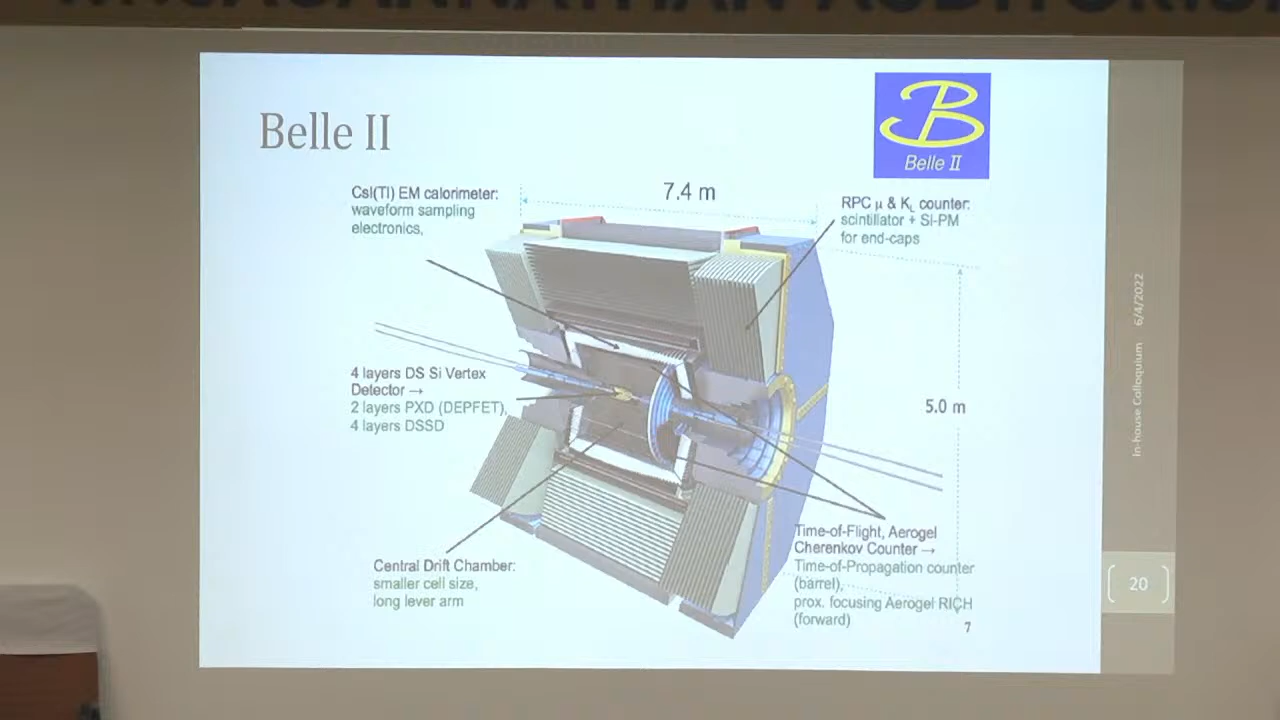 AUDITORIUM
Belle II
Belle II
CsI(Tl) EM calorimeter:
waveform sampling
electronics,
7.4 m
RPC μ & KL counter:
scintillator + Si-PM
for end-caps
4 layers DS Si Vertex
Detector →
2 layers PXD (DEPFET),
4 layers DSSD
5.0 m
Central Drift Chamber:
smaller cell size,
long lever arm
Time-of-Flight, Aerogel
Cherenkov Counter →
Time-of-Propagation counter
(barrel),
prox. focusing Aerogel RICH
(forward)
7
In-house Colloquium 6/4/2022
20